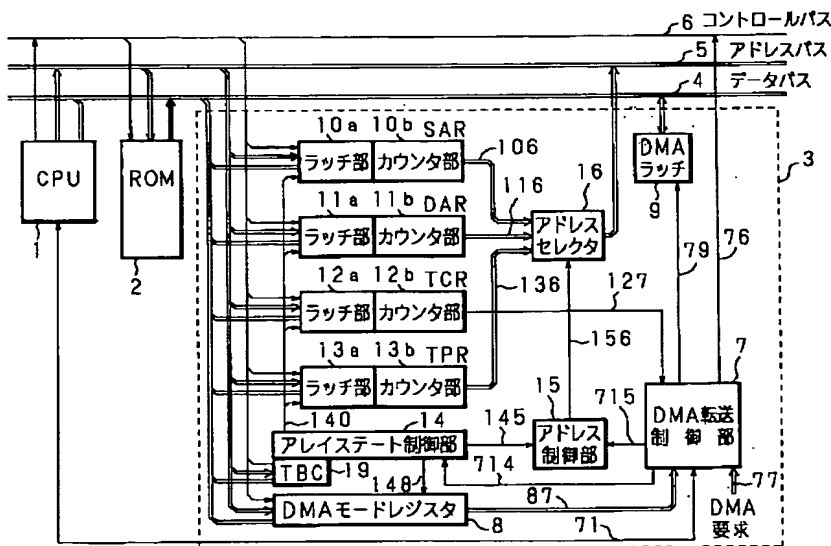 6 コントロールバス
5 アドレスバス
4 データバス
CPU
1
ROM
2
3
10a 10b SAR
ラッチ部 カウンタ部
106
11a 11b DAR
ラッチ部 カウンタ部
116
12a 12b TCR
ラッチ部 カウンタ部
127
13a 13b TPR
ラッチ部 カウンタ部
136
16
アドレス
セレクタ
DMA
ラッチ
9
79
76
156
140
14
アレイステート制御部
145
15
アドレス
制御部
715
7
DMA転送
制御部
TBC
19
148
714
DMAモードレジスタ
8
87
71
77
DMA
要求